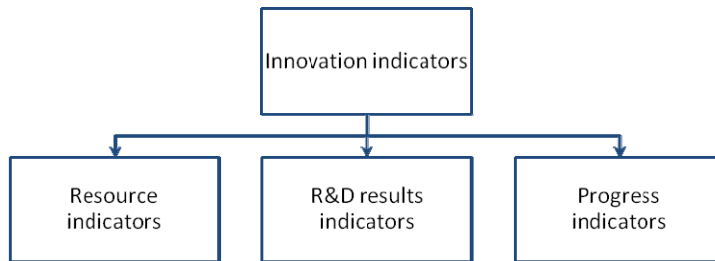 Innovation indicators
Resource
indicators
R&D results
indicators
Progress
indicators